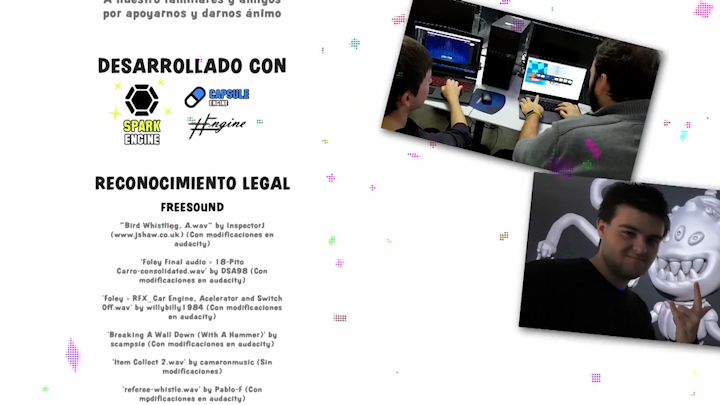 A nuestro familiares y amigos
por apoyarnos y darnos ánimo
DESARROLLADO CON
SPARK
ENGINE
CAPSULE
ENGINE
#Engine
RECONOCIMIENTO LEGAL
FREESOUND
"Bird Whistling, A.wav" by InspectorJ
(www.jshaw.co.uk) (Con modificaciones en
audacity)
'Foley Final audio - 18-Pito
Carro-consolidated.wav' by DSA98 (Con
modificaciones en audacity)
'Foley - RFX_Car Engine, Acelerator and Switch
Off.wav' by willybilly1984 (Con modificaciones
en audacity)
'Breaking A Wall Down (With A Hammer)' by
scampsie (Con modificaciones en audacity)
'Item Collect 2.wav' by cameronmusic (Sin
modificaciones)
'referee-whistle.wav' by Pablo-F (Con
modificaciones en audacity)